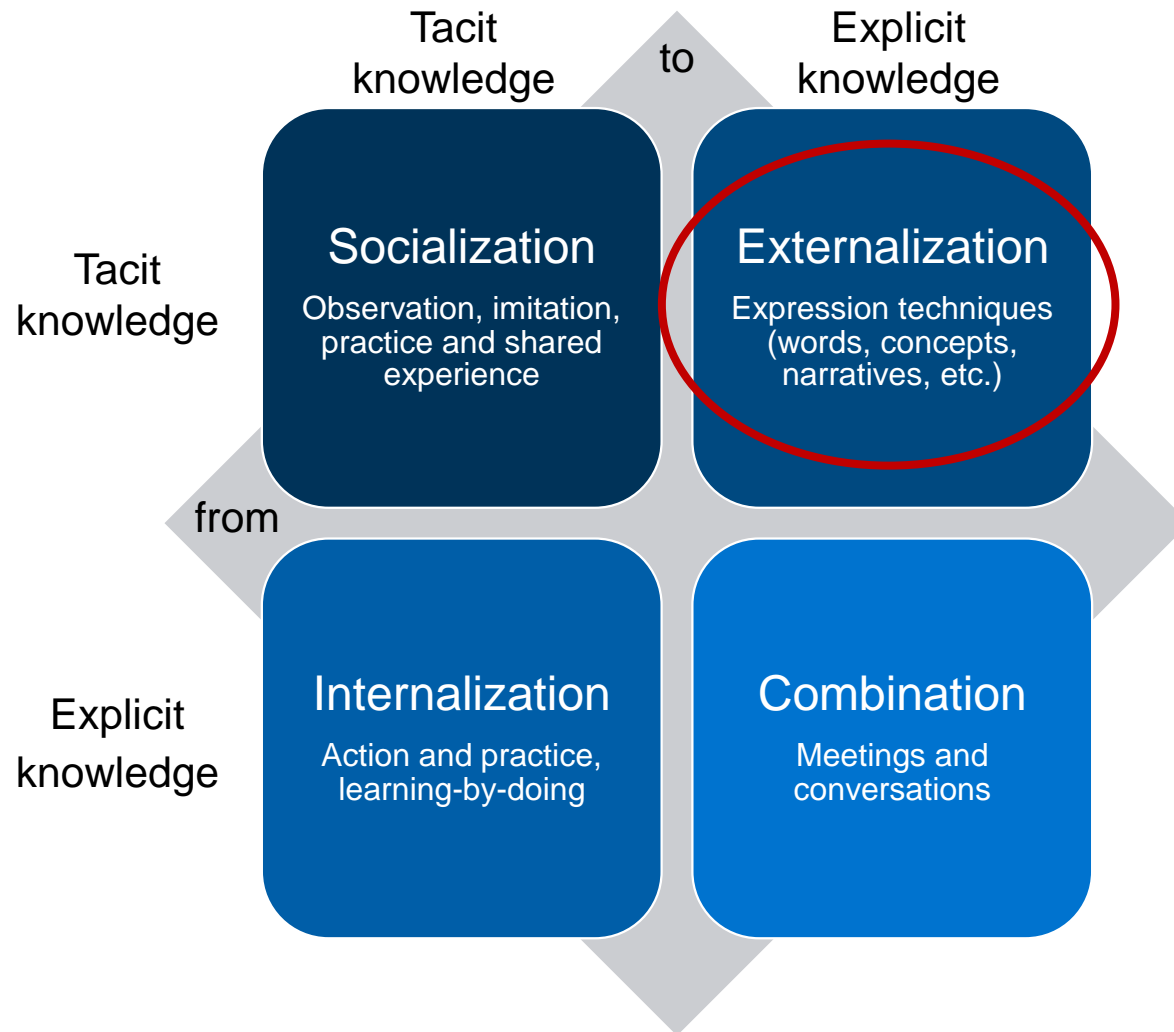 Tacit
knowledge
to
Explicit
knowledge
Tacit
knowledge
Socialization
Observation, imitation,
practice and shared
experience
Externalization
Expression techniques
(words, concepts,
narratives, etc.)
from
Explicit
knowledge
Internalization
Action and practice,
learning-by-doing
Combination
Meetings and
conversations